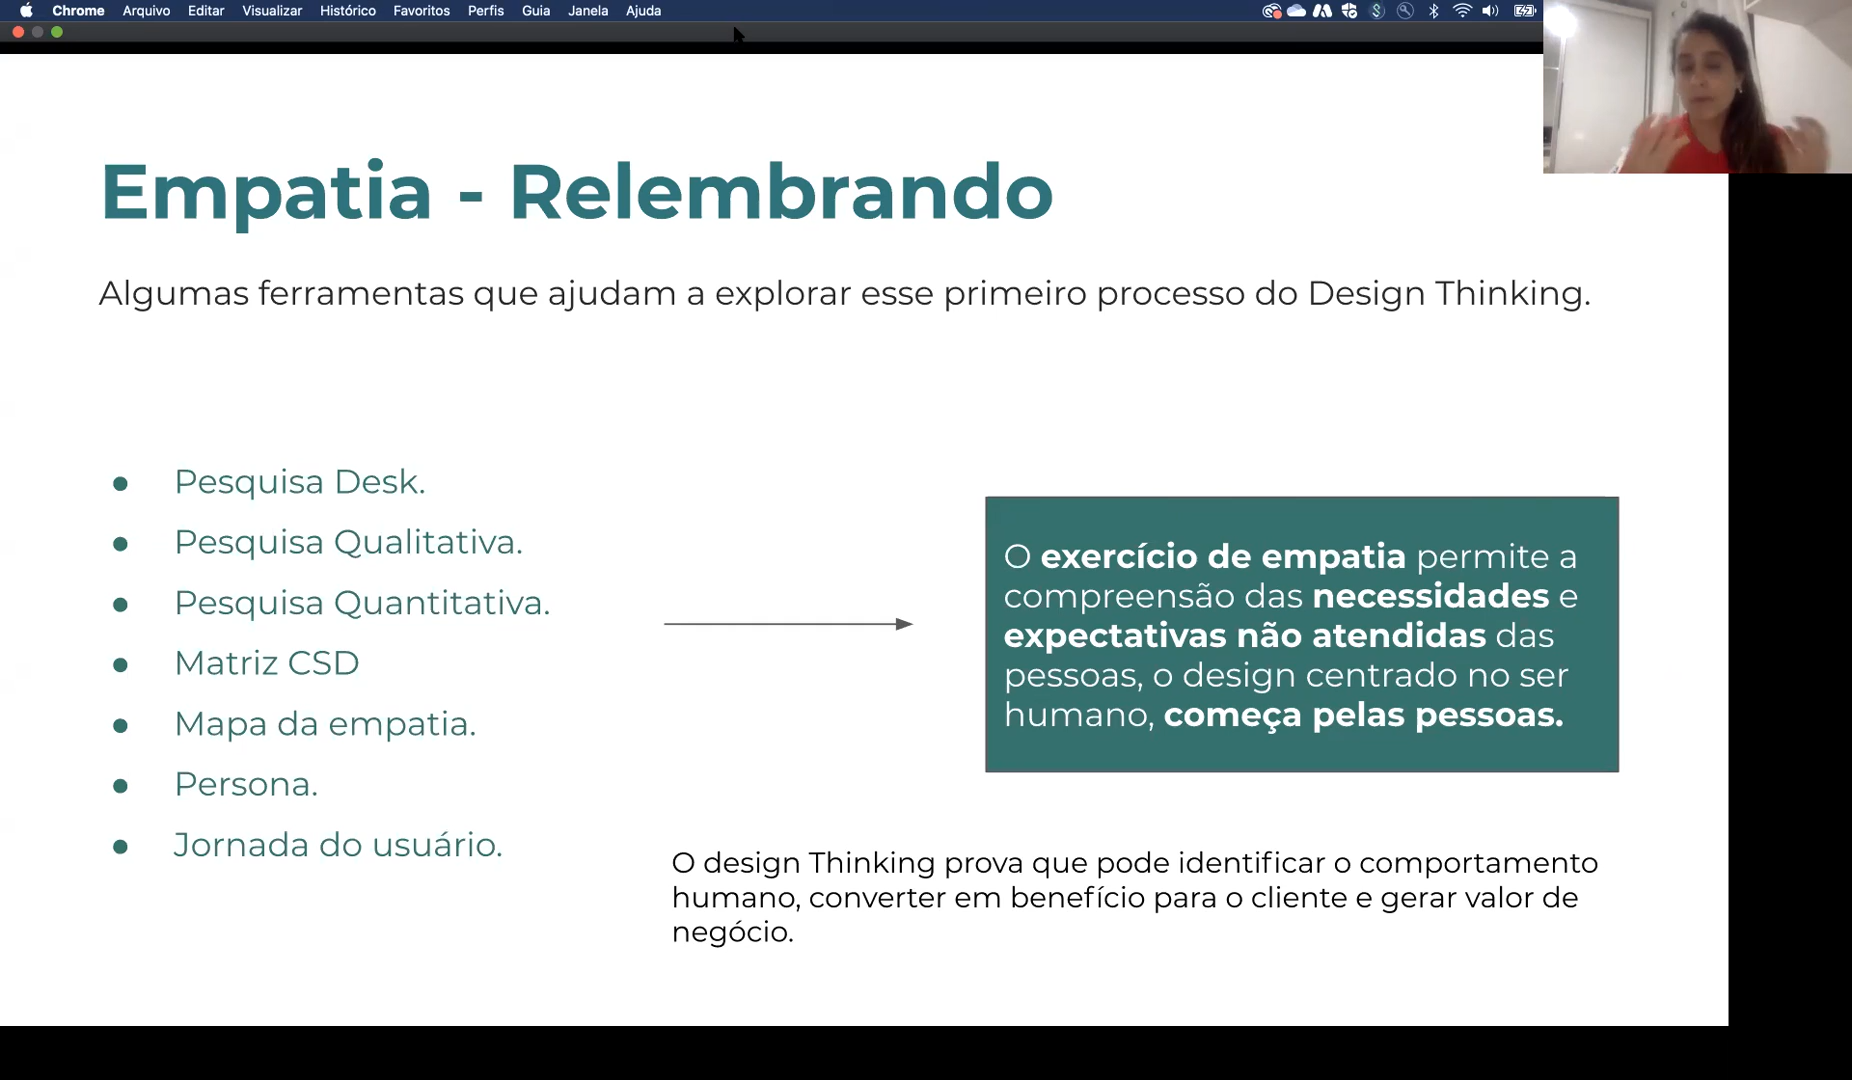 Chrome Arquivo Editar Visualizar Histórico Favoritos Perfis Guia Janela Ajuda
Empatia - Relembrando
Algumas ferramentas que ajudam a explorar esse primeiro processo do Design Thinking.
● Pesquisa Desk.
● Pesquisa Qualitativa.
● Pesquisa Quantitativa.
● Matriz CSD
● Mapa da empatia.
● Persona.
● Jornada do usuário.
O exercício de empatia permite a
compreensão das necessidades e
expectativas não atendidas das
pessoas, o design centrado no ser
humano, começa pelas pessoas.
O design Thinking prova que pode identificar o comportamento
humano, converter em benefício para o cliente e gerar valor de
negócio.